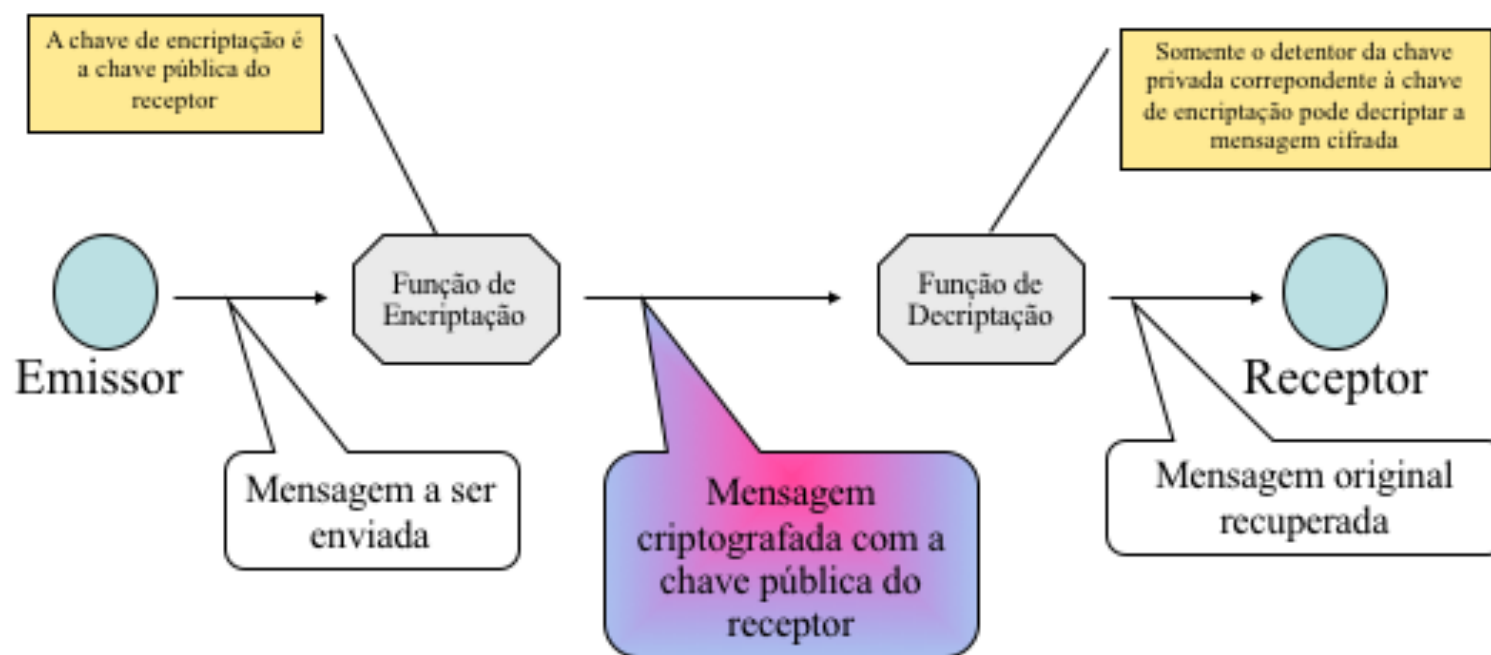 A chave de encriptação é
a chave pública do
receptor
Somente o detentor da chave
privada correpondente à chave
de encriptação pode decriptar a
mensagem cifrada
Função de
Encriptação
Função de
Decriptação
Emissor
Receptor
Mensagem a ser
enviada
Mensagem
criptografada com a
chave pública do
receptor
Mensagem original
recuperada